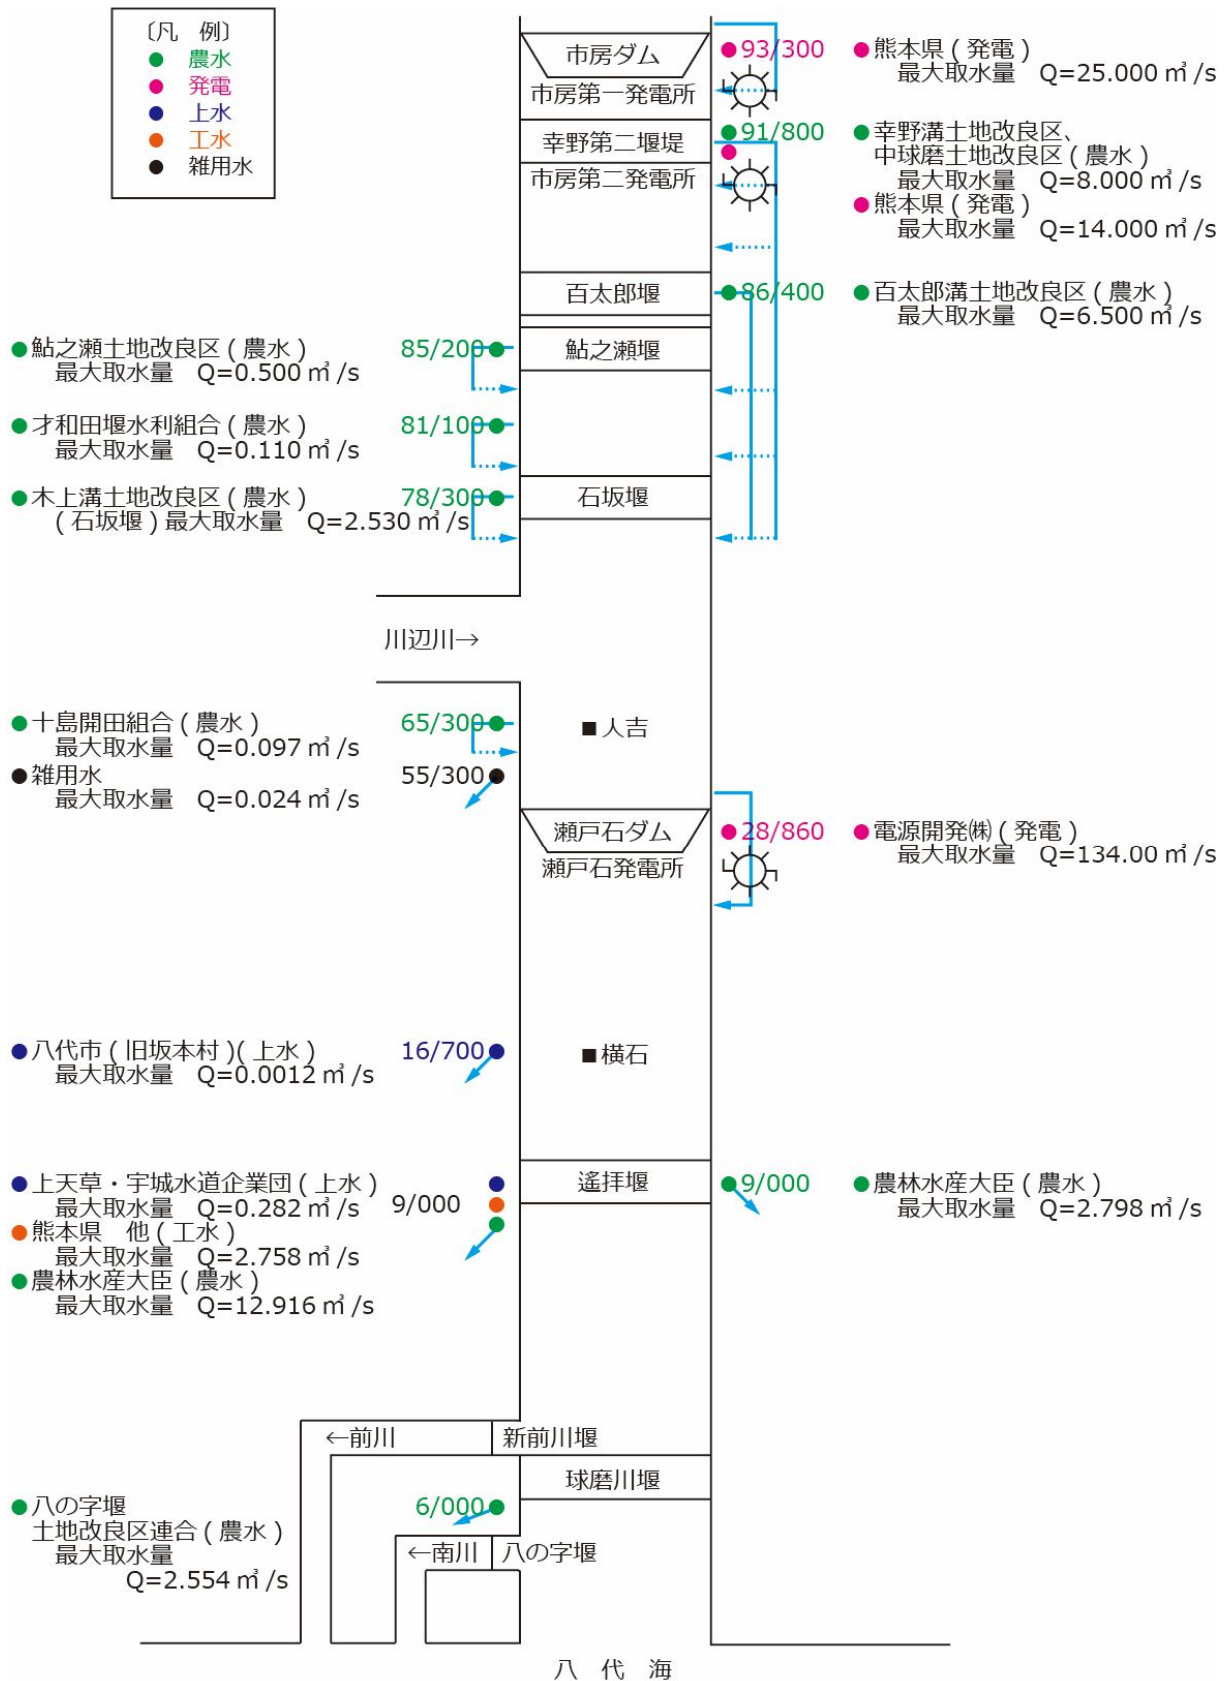 〔凡　例〕
農水
発電
上水
工水
雑用水
市房ダム
市房第一発電所
93/300
熊本県(発電)
最大取水量　Q=25.000㎥/s
幸野第二堰堤
市房第二発電所
91/800
幸野溝土地改良区、
中球磨土地改良区(農水)
最大取水量　Q=8.000㎥/s
熊本県(発電)
最大取水量　Q=14.000㎥/s
百太郎堰
86/400
百太郎溝土地改良区(農水)
最大取水量　Q=6.500㎥/s
鮎之瀬土地改良区(農水)
最大取水量　Q=0.500㎥/s
85/200
鮎之瀬堰
才和田堰水利組合(農水)
最大取水量　Q=0.110㎥/s
81/100
木上溝土地改良区(農水)
(石坂堰)最大取水量　Q=2.530㎥/s
78/300
石坂堰
川辺川→
十島開田組合(農水)
最大取水量　Q=0.097㎥/s
65/300
■人吉
雑用水
最大取水量　Q=0.024㎥/s
55/300
瀬戸石ダム
瀬戸石発電所
28/860
電源開発㈱(発電)
最大取水量　Q=134.00㎥/s
八代市(旧坂本村)(上水)
最大取水量　Q=0.0012㎥/s
16/700
■横石
上天草・宇城水道企業団(上水)
最大取水量　Q=0.282㎥/s
熊本県　他(工水)
最大取水量　Q=2.758㎥/s
農林水産大臣(農水)
最大取水量　Q=12.916㎥/s
9/000
遙拝堰
9/000
農林水産大臣(農水)
最大取水量　Q=2.798㎥/s
←前川
新前川堰
球磨川堰
八の字堰
土地改良区連合(農水)
最大取水量
Q=2.554㎥/s
6/000
←南川
八の字堰
八　代　海